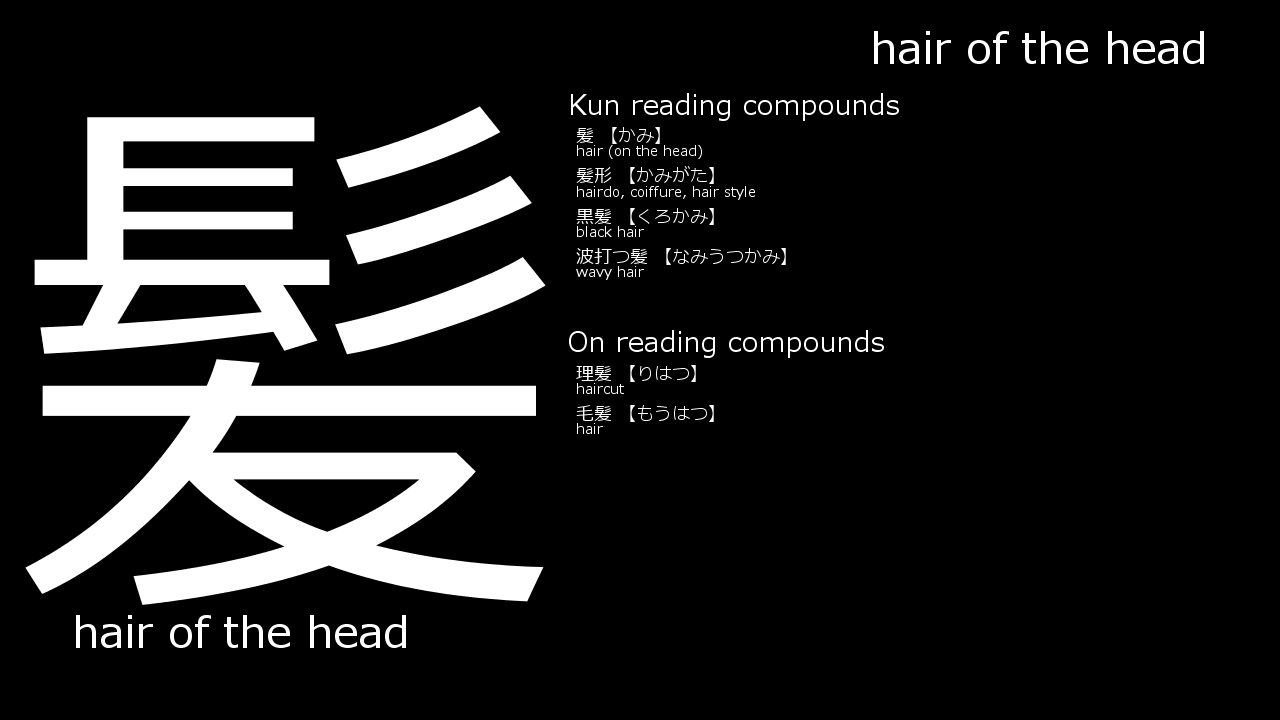 hair of the head
髪
hair of the head
Kun reading compounds
髪 【かみ】
hair (on the head)
髪形 【かみがた】
hairdo, coiffure, hair style
黒髪 【くろかみ】
black hair
波打つ髪 【なみうつかみ】
wavy hair
On reading compounds
理髪 【りはつ】
haircut
毛髪 【もうはつ】
hair